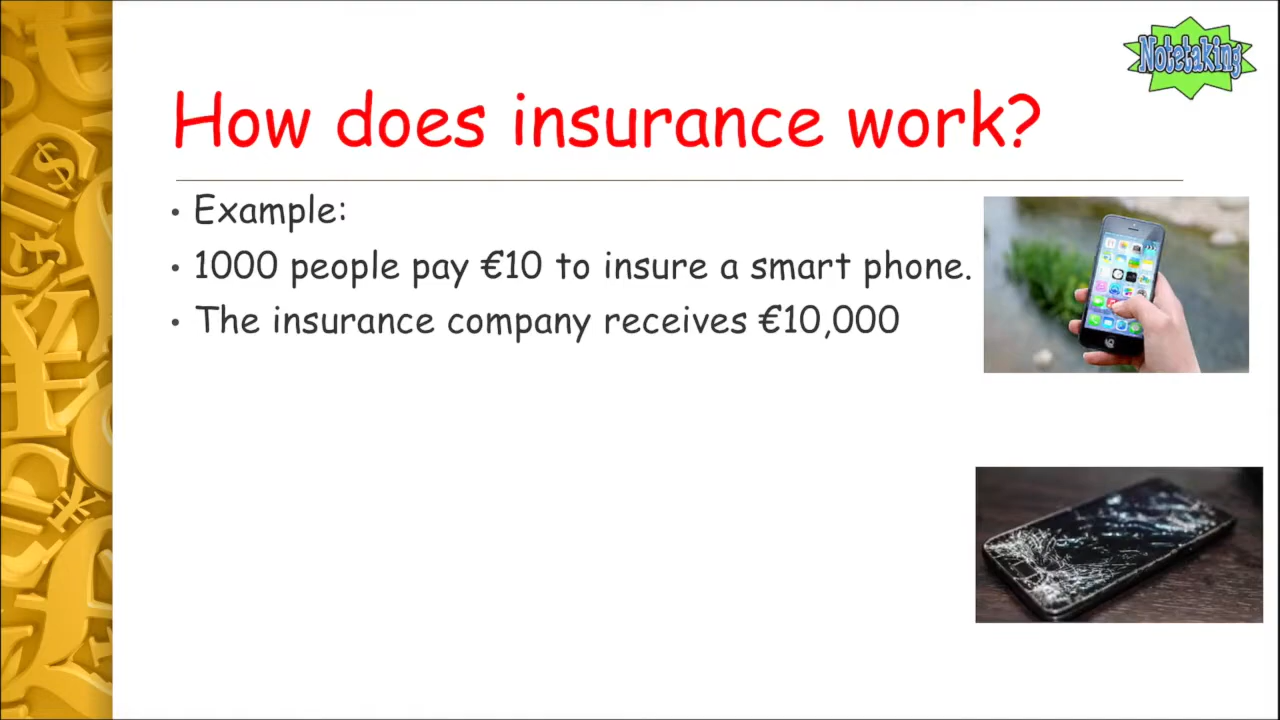 Notetaking
How does insurance work?
• Example:
• 1000 people pay €10 to insure a smart phone.
• The insurance company receives €10,000